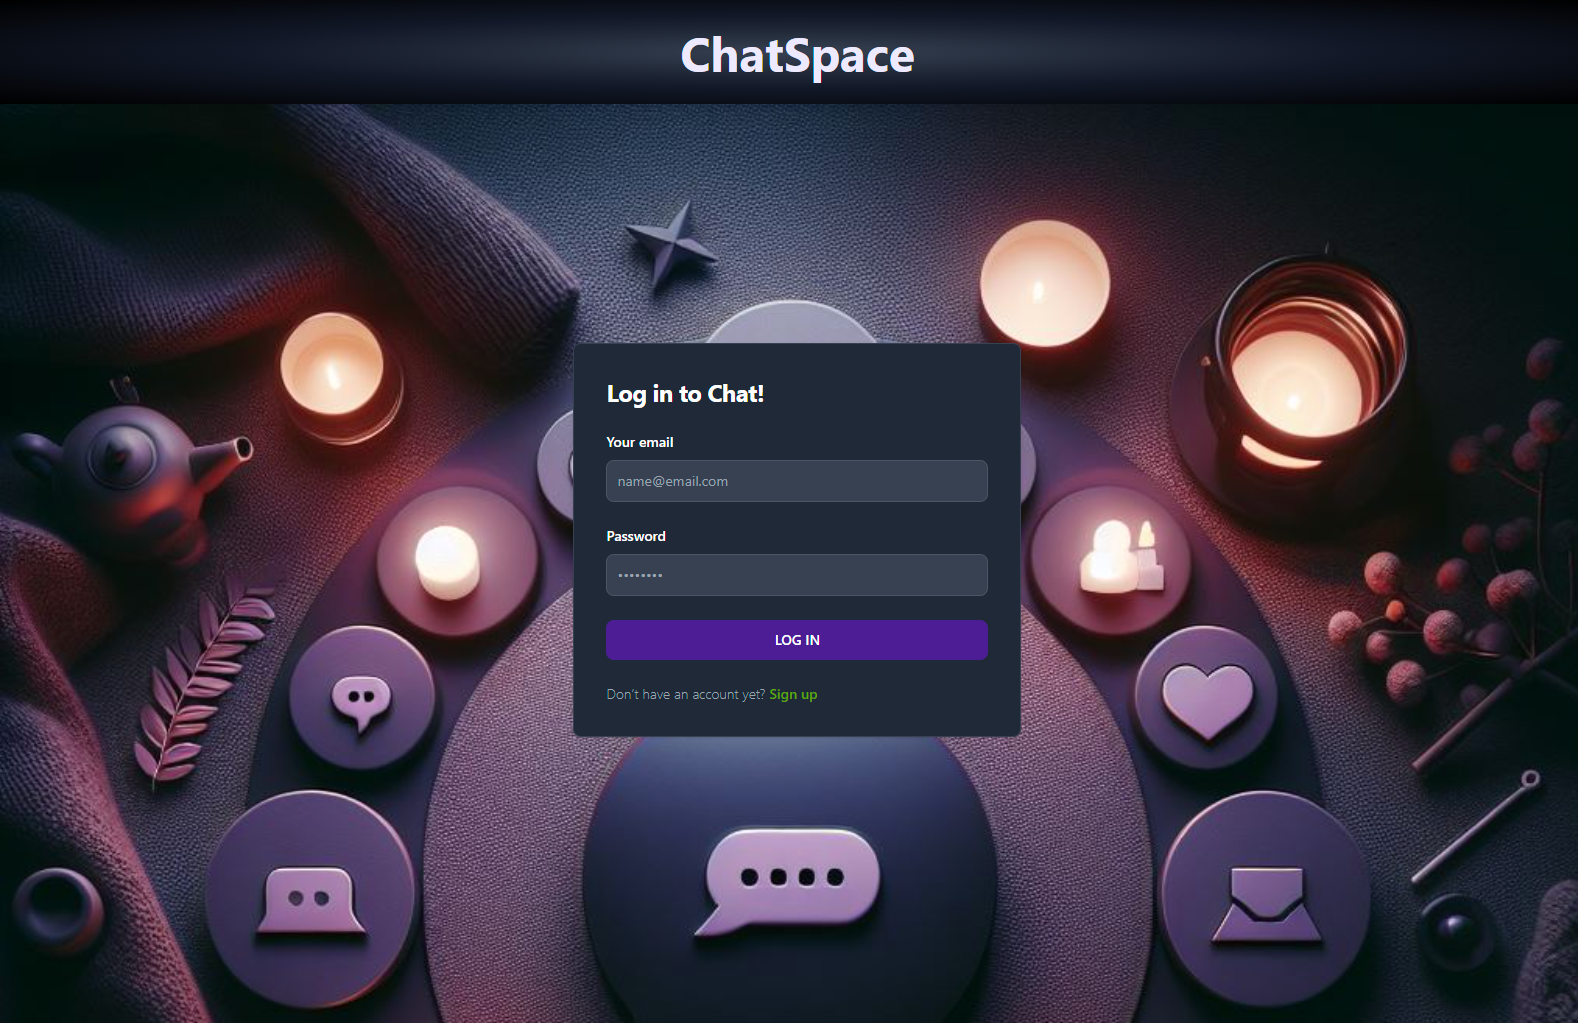 ChatSpace
Log in to Chat!
Your email
name@email.com
Password
••••••••
LOG IN
Don't have an account yet? Sign up